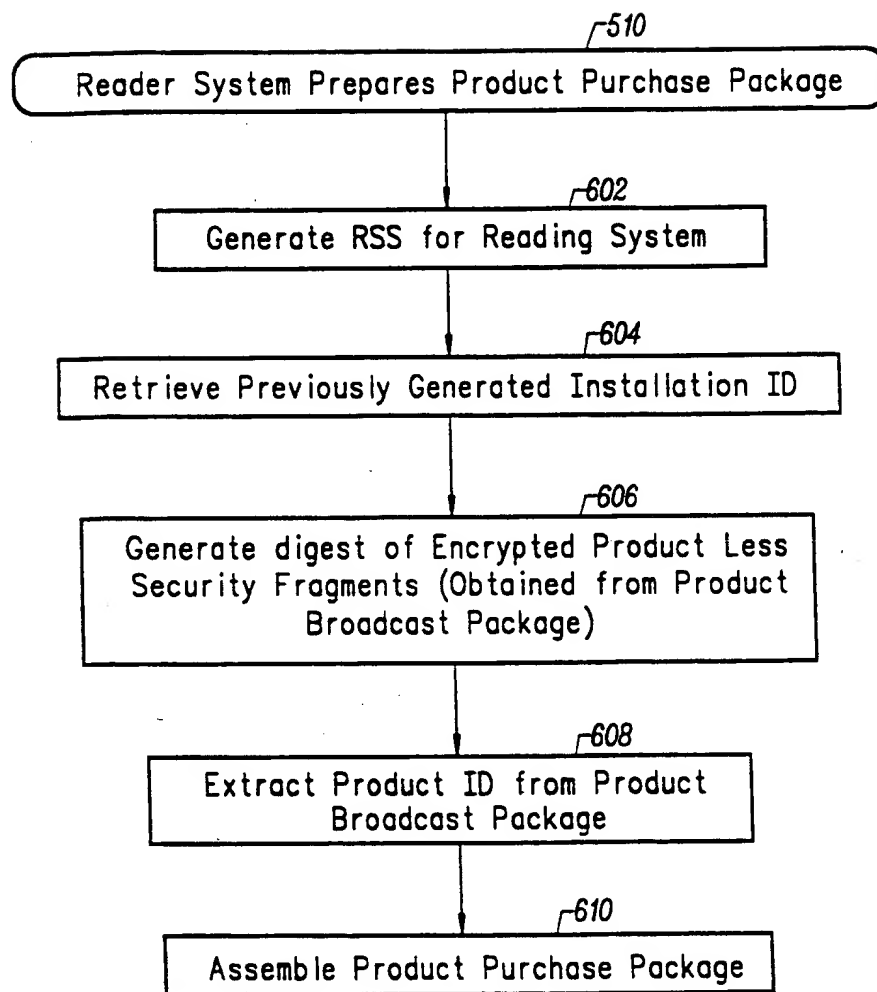 510
Reader System Prepares Product Purchase Package
602
Generate RSS for Reading System
604
Retrieve Previously Generated Installation ID
606
Generate digest of Encrypted Product Less
Security Fragments (Obtained from Product
Broadcast Package)
608
Extract Product ID from Product
Broadcast Package
610
Assemble Product Purchase Package